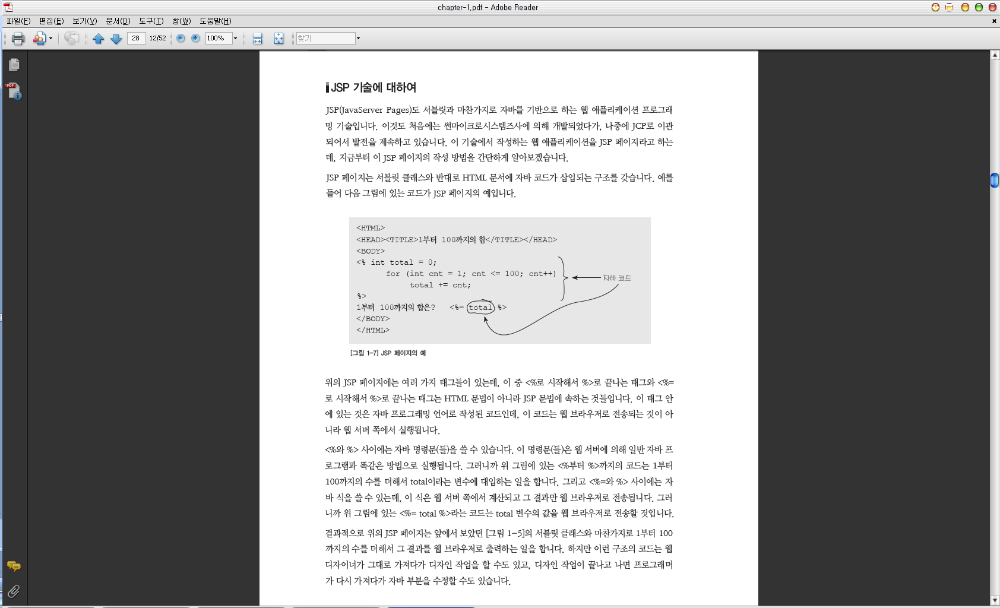 chapter-1.pdf - Adobe Reader
파일(F) 편집(E) 보기(V) 문서(D) 도구(T) 창(W) 도움말(H)
28 12/52 100% 찾기
JSP 기술에 대하여
JSP(JavaServer Pages)도 서블릿과 마찬가지로 자바를 기반으로 하는 웹 애플리케이션 프로그래
밍 기술입니다. 이것도 처음에는 썬마이크로시스템즈사에 의해 개발되었다가, 나중에 JCP로 이관
되어서 발전을 계속하고 있습니다. 이 기술에서 작성하는 웹 애플리케이션을 JSP 페이지라고 하는
데, 지금부터 이 JSP 페이지의 작성 방법을 간단하게 알아보겠습니다.
JSP 페이지는 서블릿 클래스와 반대로 HTML 문서에 자바 코드가 삽입되는 구조를 갖습니다. 예를
들어 다음 그림에 있는 코드가 JSP 페이지의 예입니다.
<HTML>
<HEAD><TITLE>1부터 100까지의 합</TITLE></HEAD>
<BODY>
<% int total = 0;
for (int cnt = 1; cnt <= 100; cnt++)
자바 코드
total += cnt;
%>
1부터 100까지의 합은? <%= total %>
</BODY>
</HTML>
[그림 1-7] JSP 페이지의 예
위의 JSP 페이지에는 여러 가지 태그들이 있는데, 이 중 <%로 시작해서 %>로 끝나는 태그와 <%=
로 시작해서 %>로 끝나는 태그는 HTML 문법이 아니라 JSP 문법에 속하는 것들입니다. 이 태그 안
에 있는 것은 자바 프로그래밍 언어로 작성된 코드인데, 이 코드는 웹 브라우저로 전송되는 것이 아
니라 웹 서버 쪽에서 실행됩니다.
<%와 %> 사이에는 자바 명령문(들)을 쓸 수 있습니다. 이 명령문(들)은 웹 서버에 의해 일반 자바 프
로그램과 똑같은 방법으로 실행됩니다. 그러니까 위 그림에 있는 <%부터 %>까지의 코드는 1부터
100까지의 수를 더해서 total이라는 변수에 대입하는 일을 합니다. 그리고 <%=와 %> 사이에는 자
바 식을 쓸 수 있는데, 이 식은 웹 서버 쪽에서 계산되고 그 결과만 웹 브라우저로 전송됩니다. 그러
니까 위 그림에 있는 <%= total %>라는 코드는 total 변수의 값을 웹 브라우저로 전송할 것입니다.
결과적으로 위의 JSP 페이지는 앞에서 보았던 [그림 1-5]의 서블릿 클래스와 마찬가지로 1부터 100
까지의 수를 더해서 그 결과를 웹 브라우저로 출력하는 일을 합니다. 하지만 이런 구조의 코드는 웹
디자이너가 그대로 가져다가 디자인 작업을 할 수도 있고, 디자인 작업이 끝나고 나면 프로그래머
가 다시 가져다가 자바 부분을 수정할 수도 있습니다.